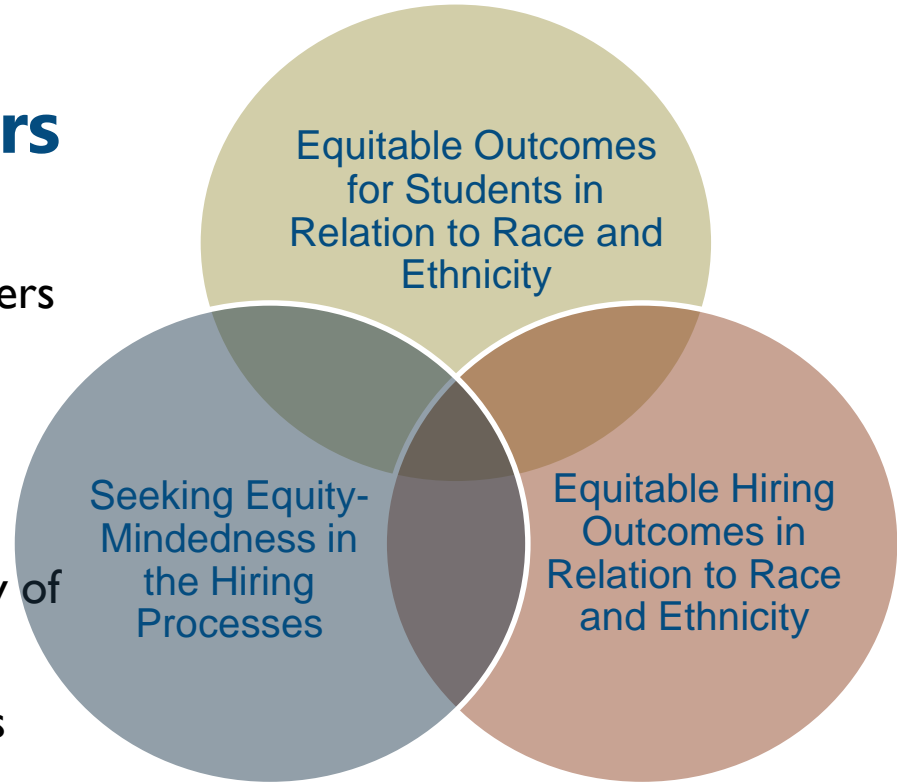 rs
ers
y of
s
Equitable Outcomes
for Students in
Relation to Race and
Ethnicity
Seeking Equity-
Mindedness in
the Hiring
Processes
Equitable Hiring
Outcomes in
Relation to Race
and Ethnicity